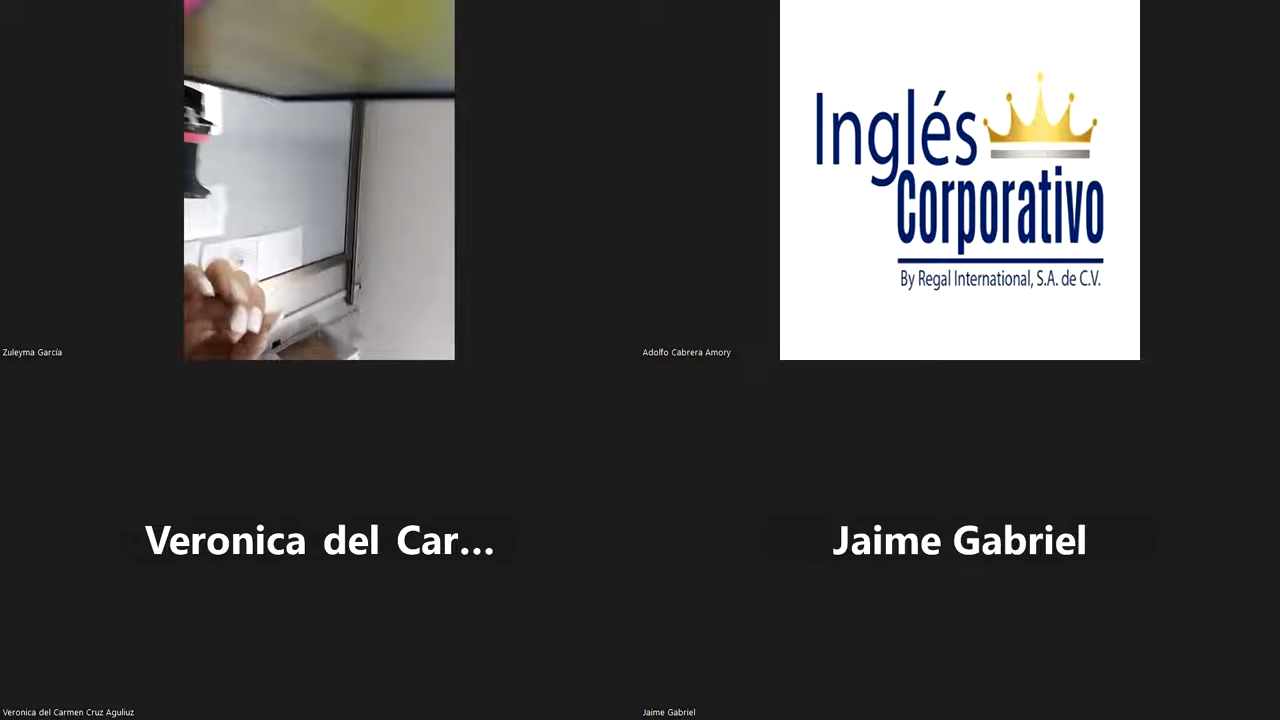 Inglés
Corporativo
By Regal International, S.A. de C.V.
Zuleyma García
Adolfo Cabrera Amory
Veronica del Car...
Jaime Gabriel
Veronica del Carmen Cruz Aguliuz
Jaime Gabriel